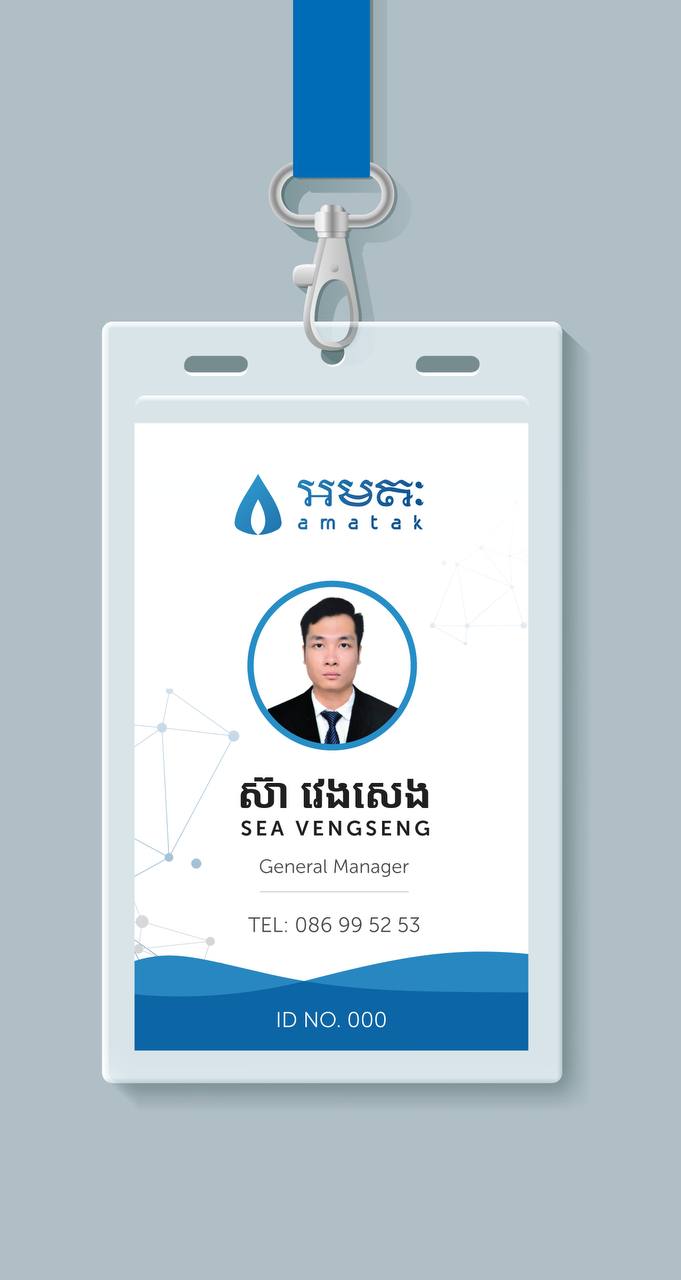 អមតៈ
amatak
ស៊ា វេងសេង
SEA VENGSENG
General Manager
TEL: 086 99 52 53
ID NO. 000